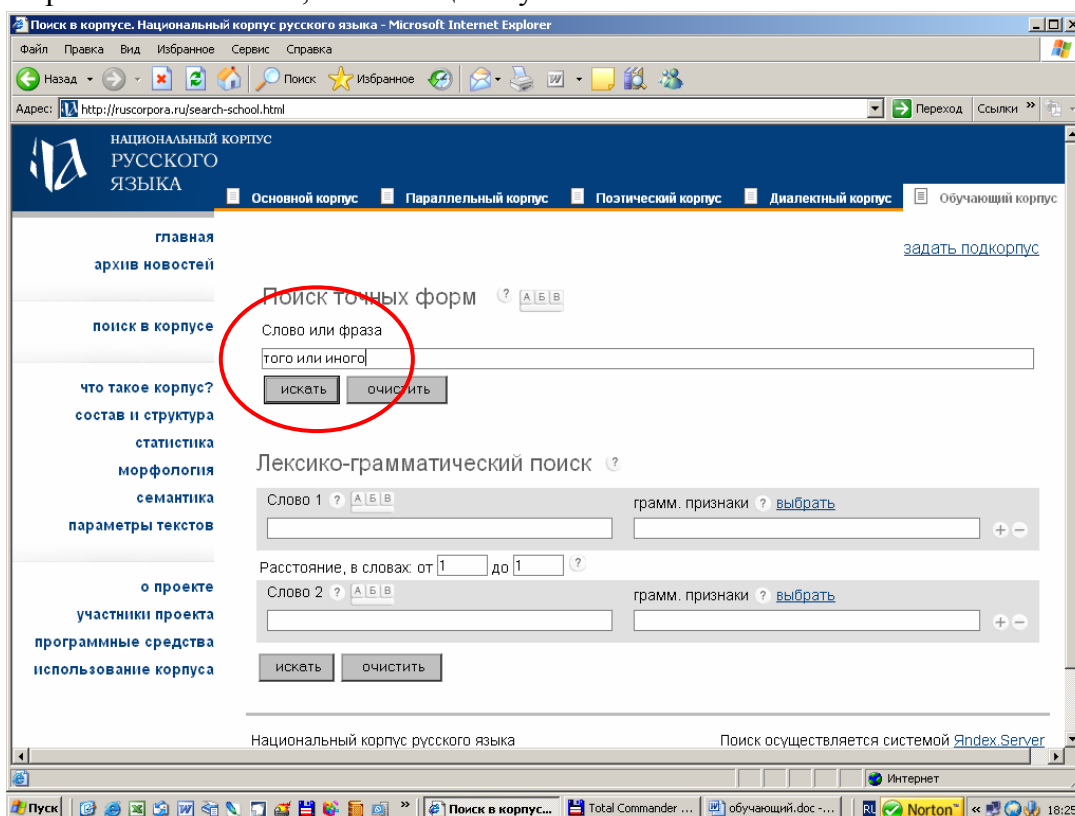 Поиск в корпусе. Национальный корпус русского языка - Microsoft Internet Explorer
Файл Правка Вид Избранное Сервис Справка
Назад Поиск Избранное
Адрес: http://ruscorpora.ru/search-school.html Переход Ссылки »
НАЦИОНАЛЬНЫЙ КОРПУС
РУССКОГО
ЯЗЫКА
Основной корпус Параллельный корпус Поэтический корпус Диалектный корпус Обучающий корпус
главная
архив новостей
задать подкорпус
Поиск точных форм ? А Б В
поиск в корпусе
Слово или фраза
того или иного
искать очистить
что такое корпус?
состав и структура
статистика
морфология
семантика
параметры текстов
Лексико-грамматический поиск ?
Слово 1 ? А Б В грамм. признаки ? выбрать
Расстояние, в словах: от 1 до 1 ?
Слово 2 ? А Б В грамм. признаки ? выбрать
искать очистить
о проекте
участники проекта
программные средства
использование корпуса
Национальный корпус русского языка Поиск осуществляется системой Яndex.Server
Интернет
Пуск » Поиск в корпус... Total Commander ... обучающий.doc -... RU Norton™ « 18:25